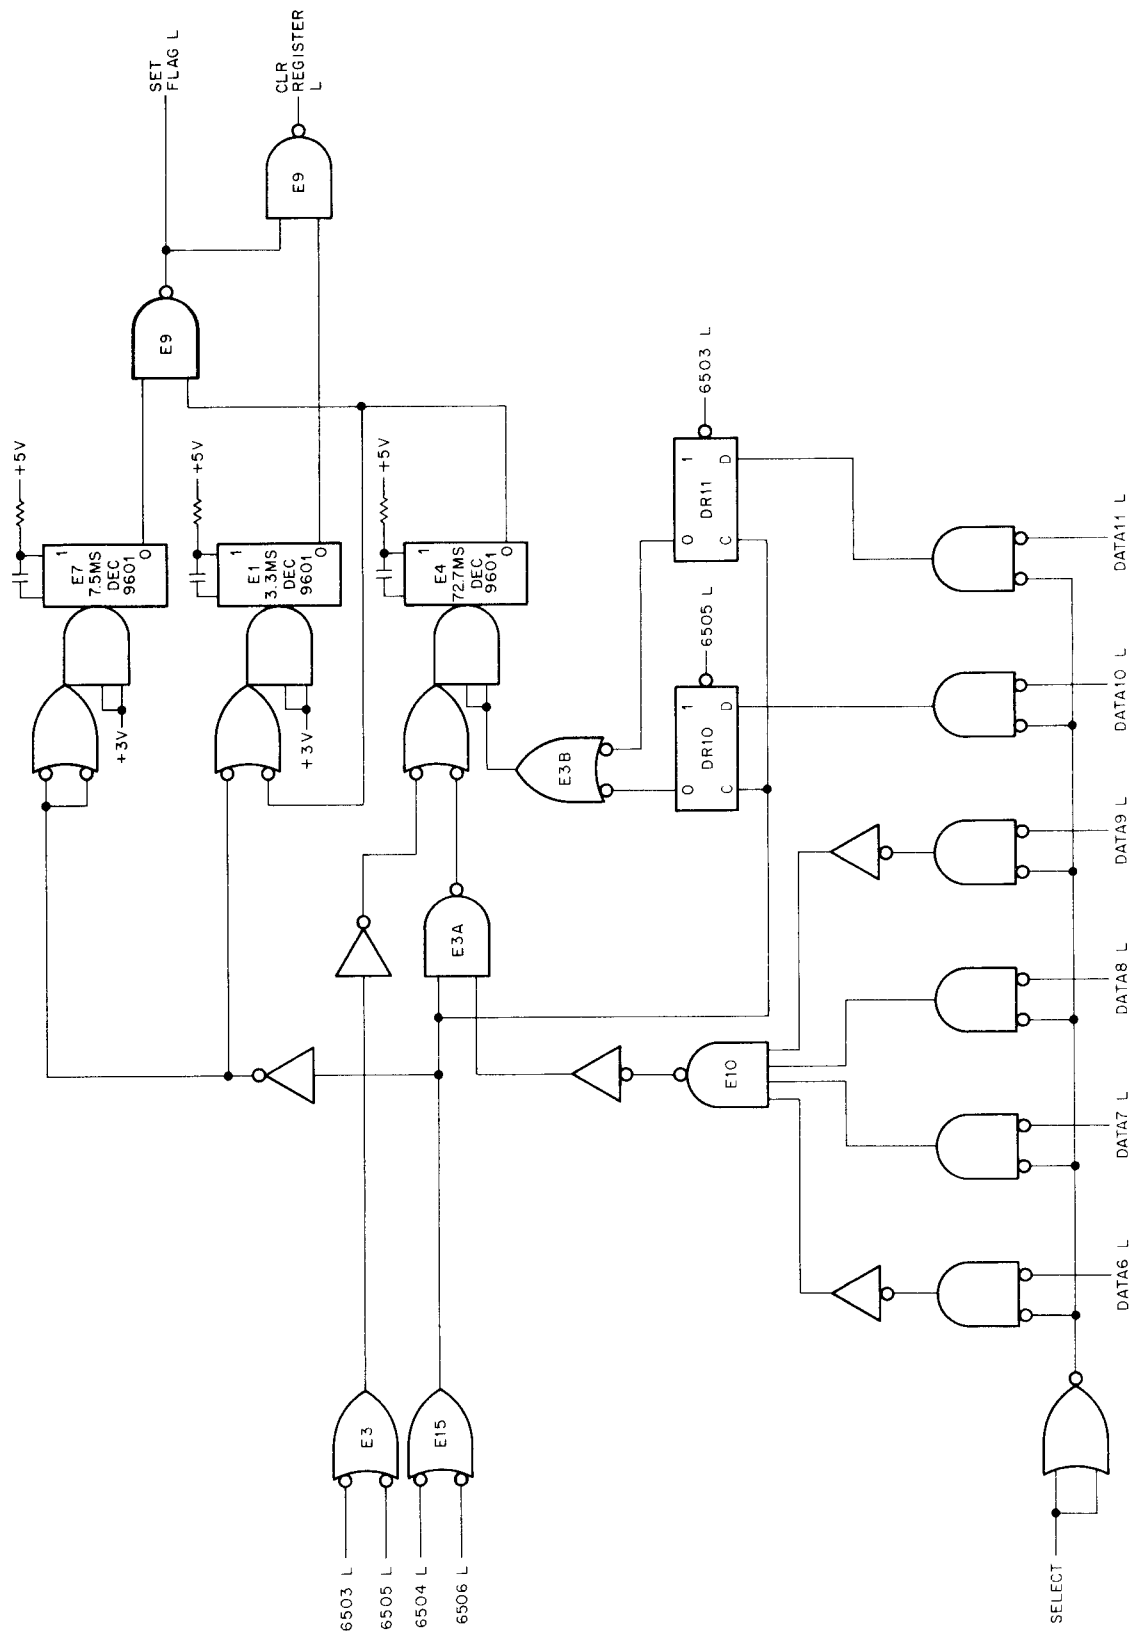 SET
FLAG L
CLR
REGISTER
L
E9
E9
+5V
E7
7.5MS
DEC
9601
1
0
+3V
+5V
E1
3.3MS
DEC
9601
1
0
+3V
+5V
E4
72.7MS
DEC
9601
1
0
E3B
E3A
6503 L
DR11
0
1
C
D
6505 L
DR10
0
1
C
D
E10
6503 L
6505 L
6504 L
6506 L
E3
E15
SELECT
DATA6 L
DATA7 L
DATA8 L
DATA9 L
DATA10 L
DATA11 L